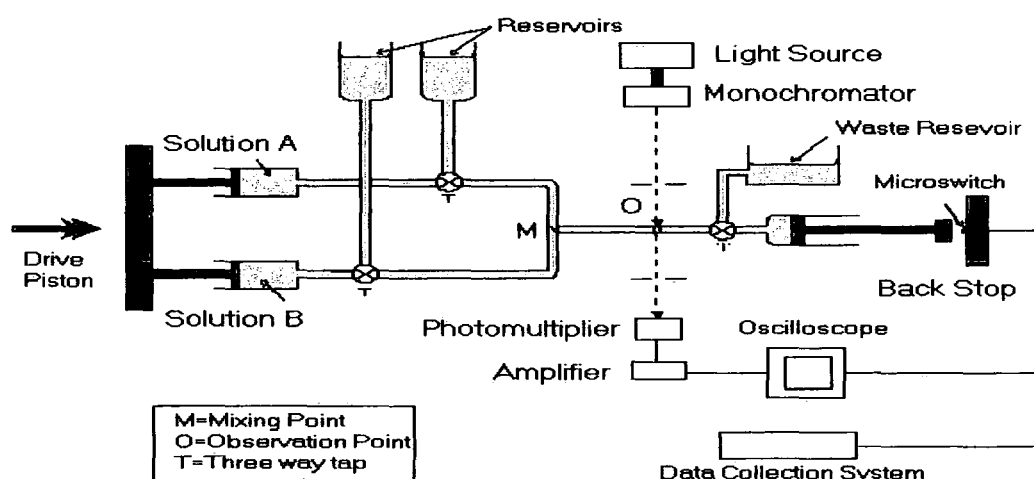 Reservoirs
Light Source
Monochromator
Waste Resevoir
Solution A
Microswitch
O
T
M
T
Drive
Piston
T
Back Stop
Solution B
Photomultiplier
Oscilloscope
Amplifier
M=Mixing Point
O=Observation Point
T=Three way tap
Data Collection System